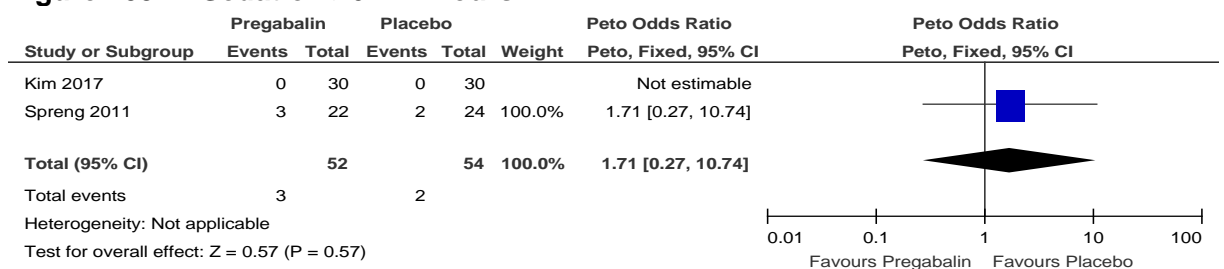 Pregabalin Placebo Peto Odds Ratio Peto Odds Ratio
Study or Subgroup Events Total Events Total Weight Peto, Fixed, 95% CI Peto, Fixed, 95% CI
Kim 2017 0 30 0 30 Not estimable
Spreng 2011 3 22 2 24 100.0% 1.71 [0.27, 10.74]
Total (95% CI) 52 54 100.0% 1.71 [0.27, 10.74]
Total events 3 2
Heterogeneity: Not applicable
Test for overall effect: Z = 0.57 (P = 0.57)
0.01 0.1 1 10 100
Favours Pregabalin Favours Placebo